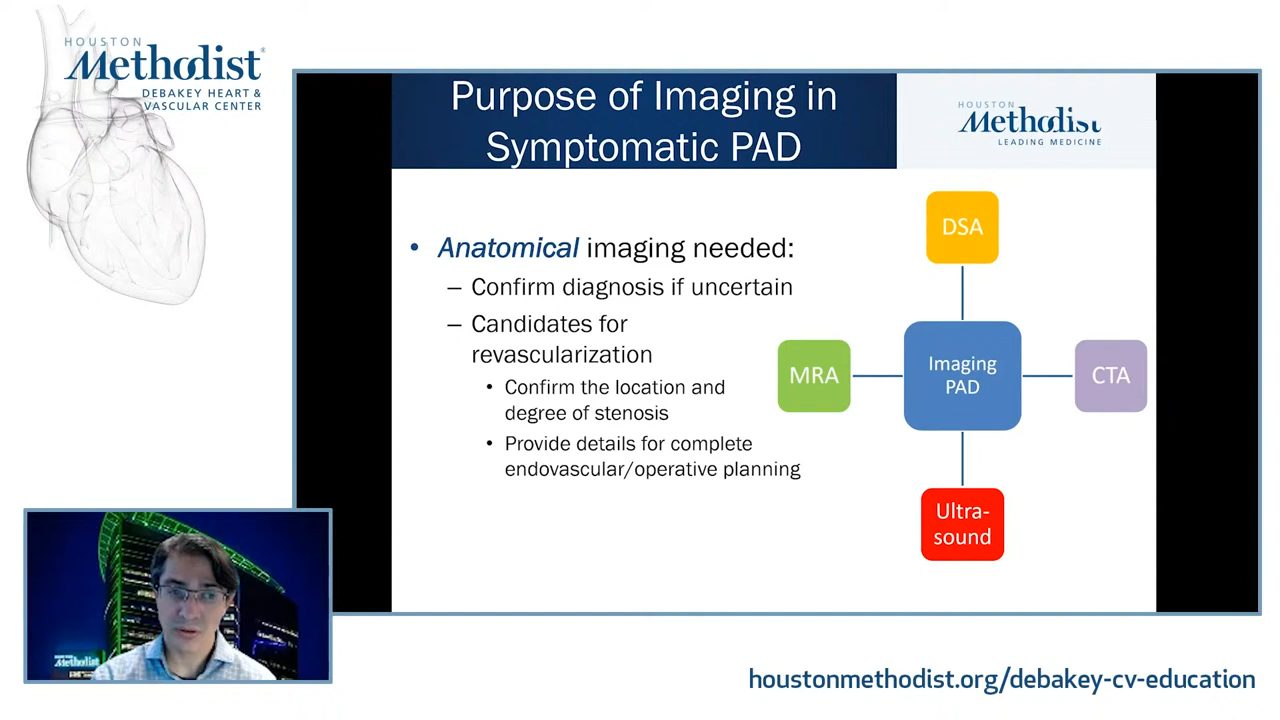 HOUSTON
Methodist
DEBAKEY HEART &
VASCULAR CENTER
Purpose of Imaging in
Symptomatic PAD
HOUSTON
Methodist
LEADING MEDICINE
• Anatomical imaging needed:
– Confirm diagnosis if uncertain
– Candidates for
revascularization
• Confirm the location and
degree of stenosis
• Provide details for complete
endovascular/operative planning
DSA
MRA
Imaging
PAD
CTA
Ultra-
sound
Methodist
houstonmethodist.org/debakey-cv-education